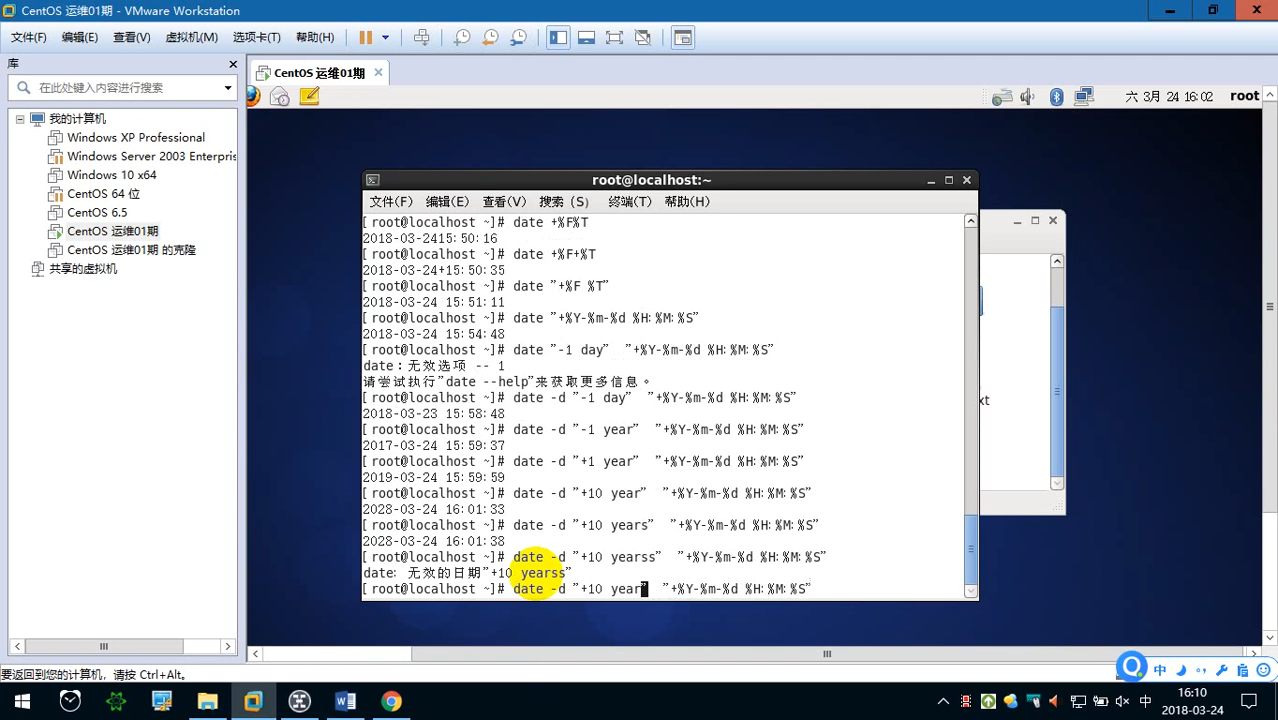 CentOS 运维01期 - VMware Workstation
文件(F) 编辑(E) 查看(V) 虚拟机(M) 选项卡(T) 帮助(H)
库
在此处键入内容进行搜索
我的计算机
Windows XP Professional
Windows Server 2003 Enterpris
Windows 10 x64
CentOS 64 位
CentOS 6.5
CentOS 运维01期
CentOS 运维01期 的克隆
共享的虚拟机
CentOS 运维01期
六 3月 24 16:02 root
root@localhost:~
文件(F) 编辑(E) 查看(V) 搜索 (S) 终端(T) 帮助(H)
[root@localhost ~]# date +%F%T
2018-03-2415:50:16
[root@localhost ~]# date +%F+%T
2018-03-24+15:50:35
[root@localhost ~]# date "+%F %T"
2018-03-24 15:51:11
[root@localhost ~]# date "+%Y-%m-%d %H:%M:%S"
2018-03-24 15:54:48
[root@localhost ~]# date "-1 day"  "+%Y-%m-%d %H:%M:%S"
date：无效选项 -- 1
请尝试执行"date --help"来获取更多信息。
[root@localhost ~]# date -d "-1 day"  "+%Y-%m-%d %H:%M:%S"
2018-03-23 15:58:48
[root@localhost ~]# date -d "-1 year"  "+%Y-%m-%d %H:%M:%S"
2017-03-24 15:59:37
[root@localhost ~]# date -d "+1 year"  "+%Y-%m-%d %H:%M:%S"
2019-03-24 15:59:59
[root@localhost ~]# date -d "+10 year"  "+%Y-%m-%d %H:%M:%S"
2028-03-24 16:01:33
[root@localhost ~]# date -d "+10 years"  "+%Y-%m-%d %H:%M:%S"
2028-03-24 16:01:38
[root@localhost ~]# date -d "+10 yearss"  "+%Y-%m-%d %H:%M:%S"
date: 无效的日期"+10 yearss"
[root@localhost ~]# date -d "+10 year"  "+%Y-%m-%d %H:%M:%S"
xt
要返回到您的计算机，请按 Ctrl+Alt。
中
中
16:10
2018-03-24